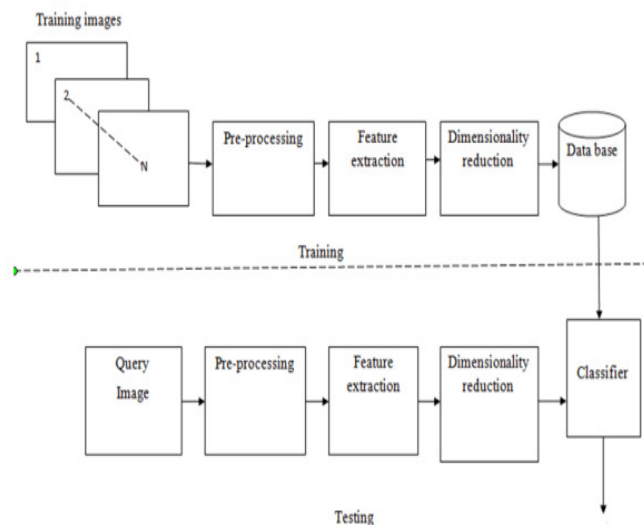 Training images
1
2
N
Pre-processing
Feature
extraction
Dimensionality
reduction
Data base
Training
Query
Image
Pre-processing
Feature
extraction
Dimensionality
reduction
Classifier
Testing